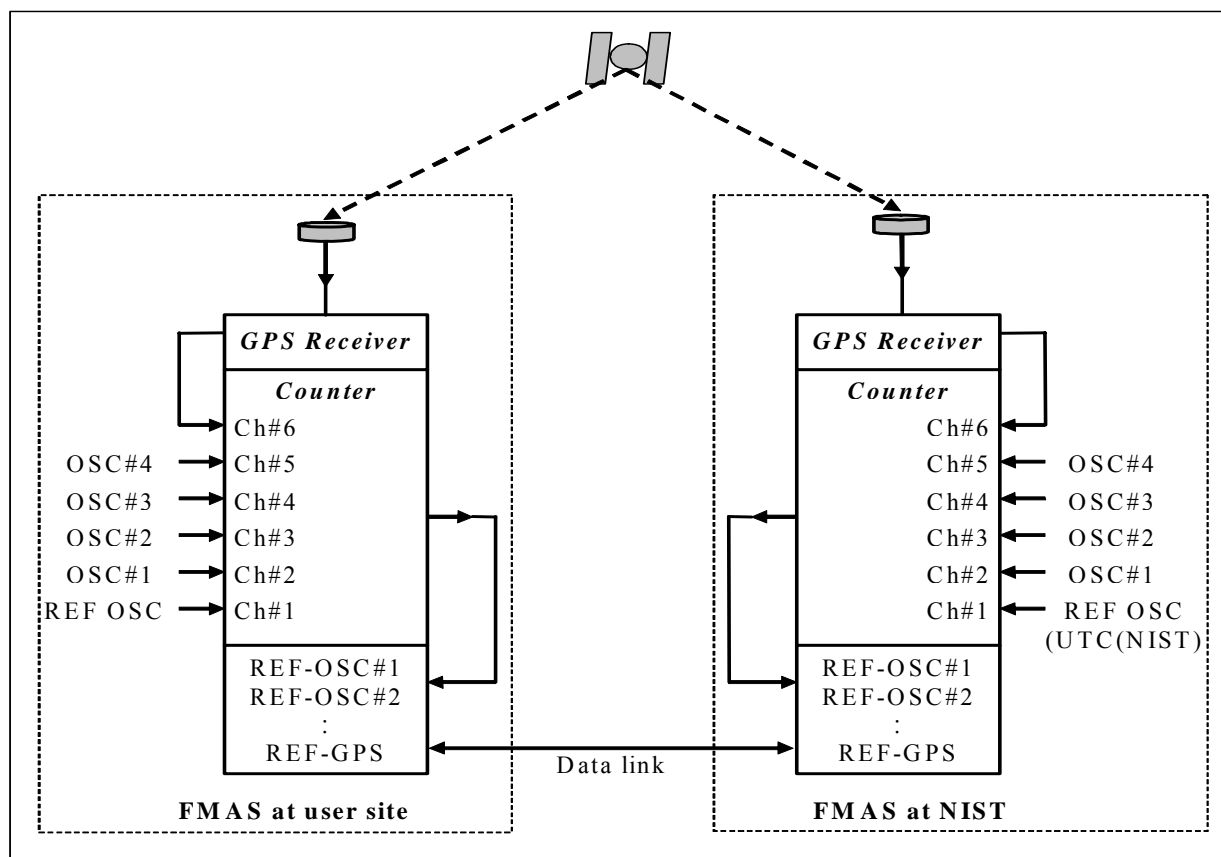 GPS Receiver
Counter
Ch#6
OSC#4 Ch#5
OSC#3 Ch#4
OSC#2 Ch#3
OSC#1 Ch#2
REF OSC Ch#1
REF-OSC#1
REF-OSC#2
:
REF-GPS
FMAS at user site
Data link
GPS Receiver
Counter
Ch#6
Ch#5 OSC#4
Ch#4 OSC#3
Ch#3 OSC#2
Ch#2 OSC#1
Ch#1 REF OSC
(UTC(NIST)
REF-OSC#1
REF-OSC#2
:
REF-GPS
FMAS at NIST